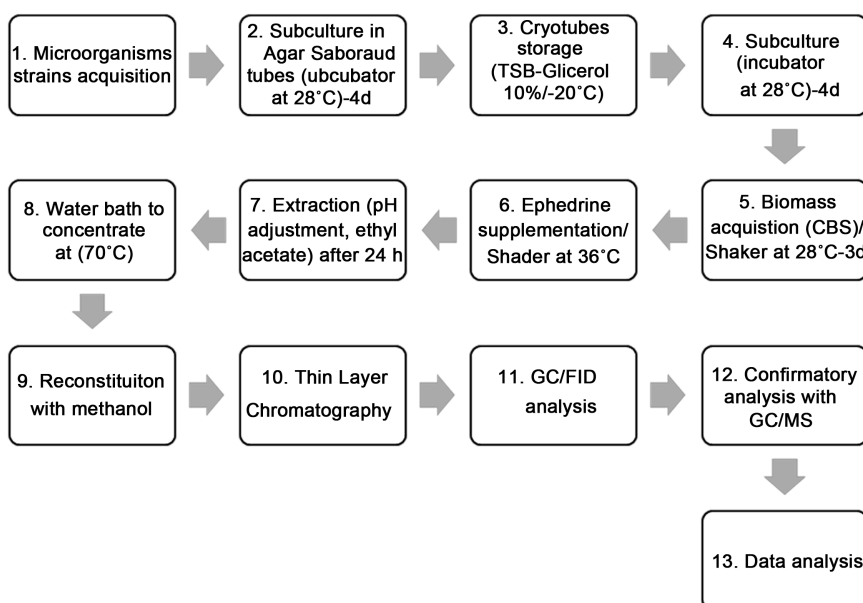 1. Microorganisms
strains acquisition
2. Subculture in
Agar Saboraud
tubes (ubcubator
at 28˚C)-4d
3. Cryotubes
storage
(TSB-Glicerol
10%/-20˚C)
4. Subculture
(incubator
at 28˚C)-4d
5. Biomass
acquistion (CBS)/
Shaker at 28˚C-3d
6. Ephedrine
supplementation/
Shader at 36˚C
7. Extraction (pH
adjustment, ethyl
acetate) after 24 h
8. Water bath to
concentrate
at (70˚C)
9. Reconstituiton
with methanol
10. Thin Layer
Chromatography
11. GC/FID
analysis
12. Confirmatory
analysis with
GC/MS
13. Data analysis